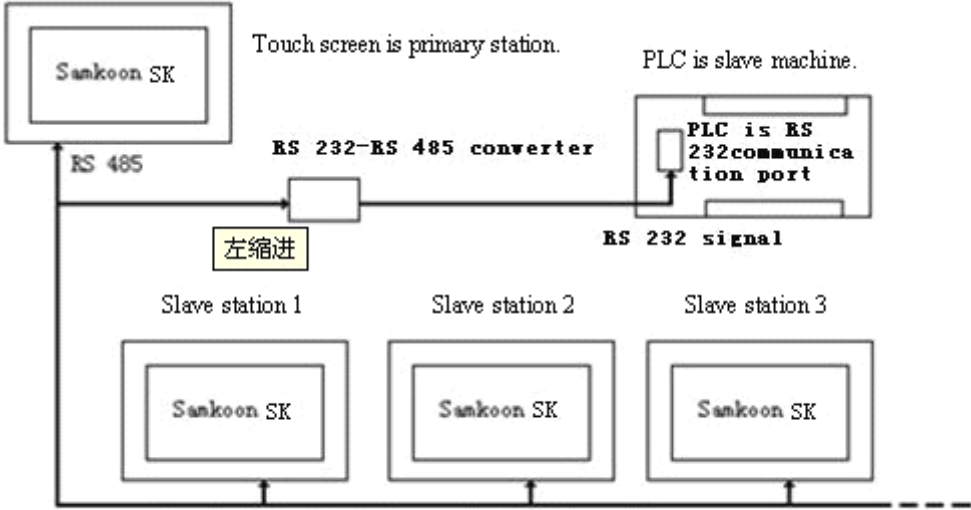 Touch screen is primary station.
Samkoon SK
PLC is slave machine.
RS 485
RS 232-RS 485 converter
PLC is RS
232communica
tion port
左缩进
RS 232 signal
Slave station 1
Slave station 2
Slave station 3
Samkoon SK
Samkoon SK
Samkoon SK